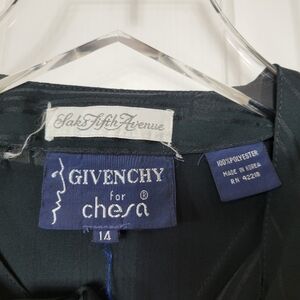 Saks Fifth Avenue
GIVENCHY
for
chesa
14
100% POLYESTER
MADE IN KOREA
RN 42218